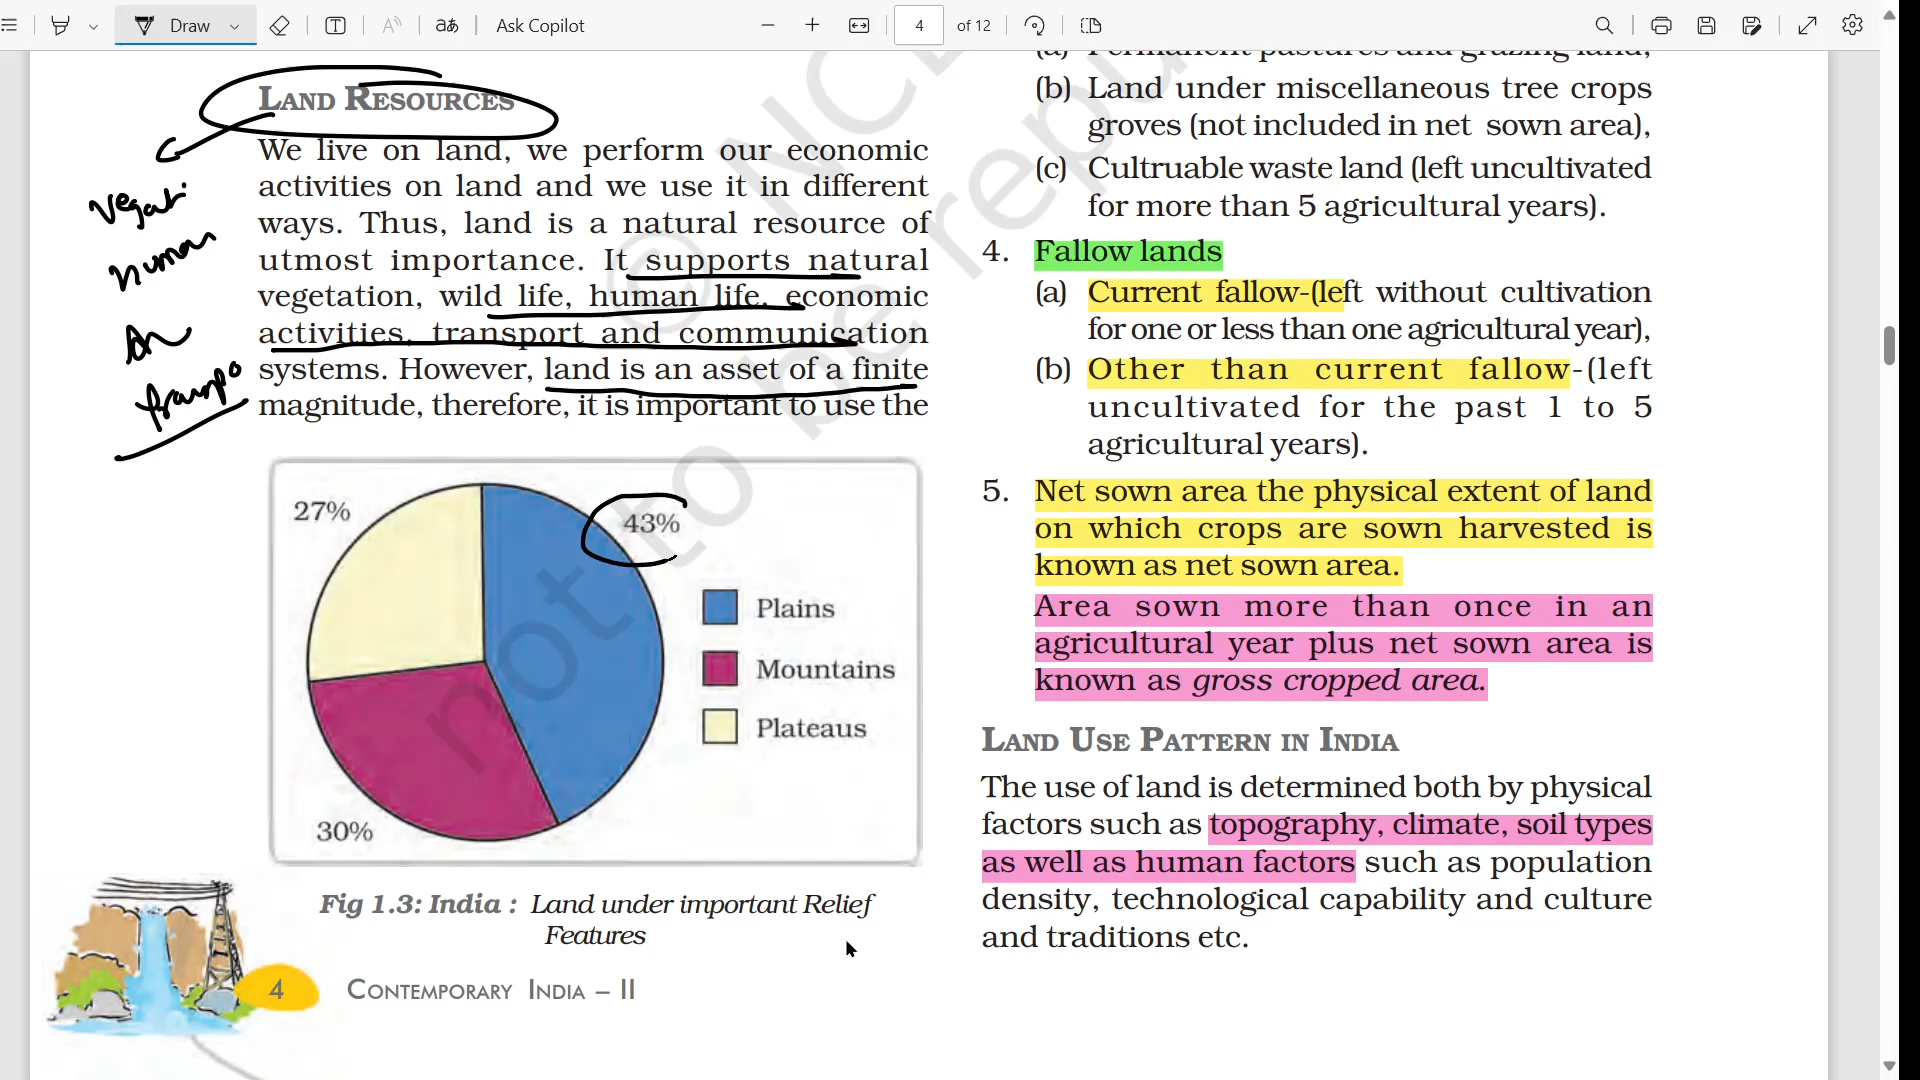 Draw
Ask Copilot
4
of 12
LAND RESOURCES
We live on land, we perform our economic
activities on land and we use it in different
ways. Thus, land is a natural resource of
utmost importance. It supports natural
vegetation, wild life, human life, economic
activities, transport and communication
systems. However, land is an asset of a finite
magnitude, therefore, it is important to use the
27%
43%
30%
Plains
Mountains
Plateaus
Fig 1.3: India : Land under important Relief
Features
4
CONTEMPORARY INDIA – II
(a) Permanent pastures and grazing land,
(b) Land under miscellaneous tree crops
groves (not included in net sown area),
(c) Cultruable waste land (left uncultivated
for more than 5 agricultural years).
4. Fallow lands
(a) Current fallow-(left without cultivation
for one or less than one agricultural year),
(b) Other than current fallow-(left
uncultivated for the past 1 to 5
agricultural years).
5. Net sown area the physical extent of land
on which crops are sown harvested is
known as net sown area.
Area sown more than once in an
agricultural year plus net sown area is
known as gross cropped area.
LAND USE PATTERN IN INDIA
The use of land is determined both by physical
factors such as topography, climate, soil types
as well as human factors such as population
density, technological capability and culture
and traditions etc.
not to be repu